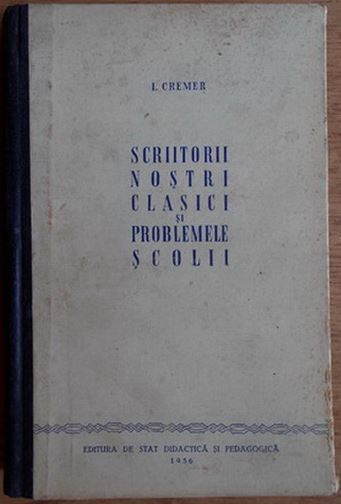 I. CREMER
SCRIITORII
NOȘTRI
CLASICI
ȘI
PROBLEMELE
ȘCOLII
EDITURA DE STAT DIDACTICĂ ȘI PEDAGOGICĂ
1956